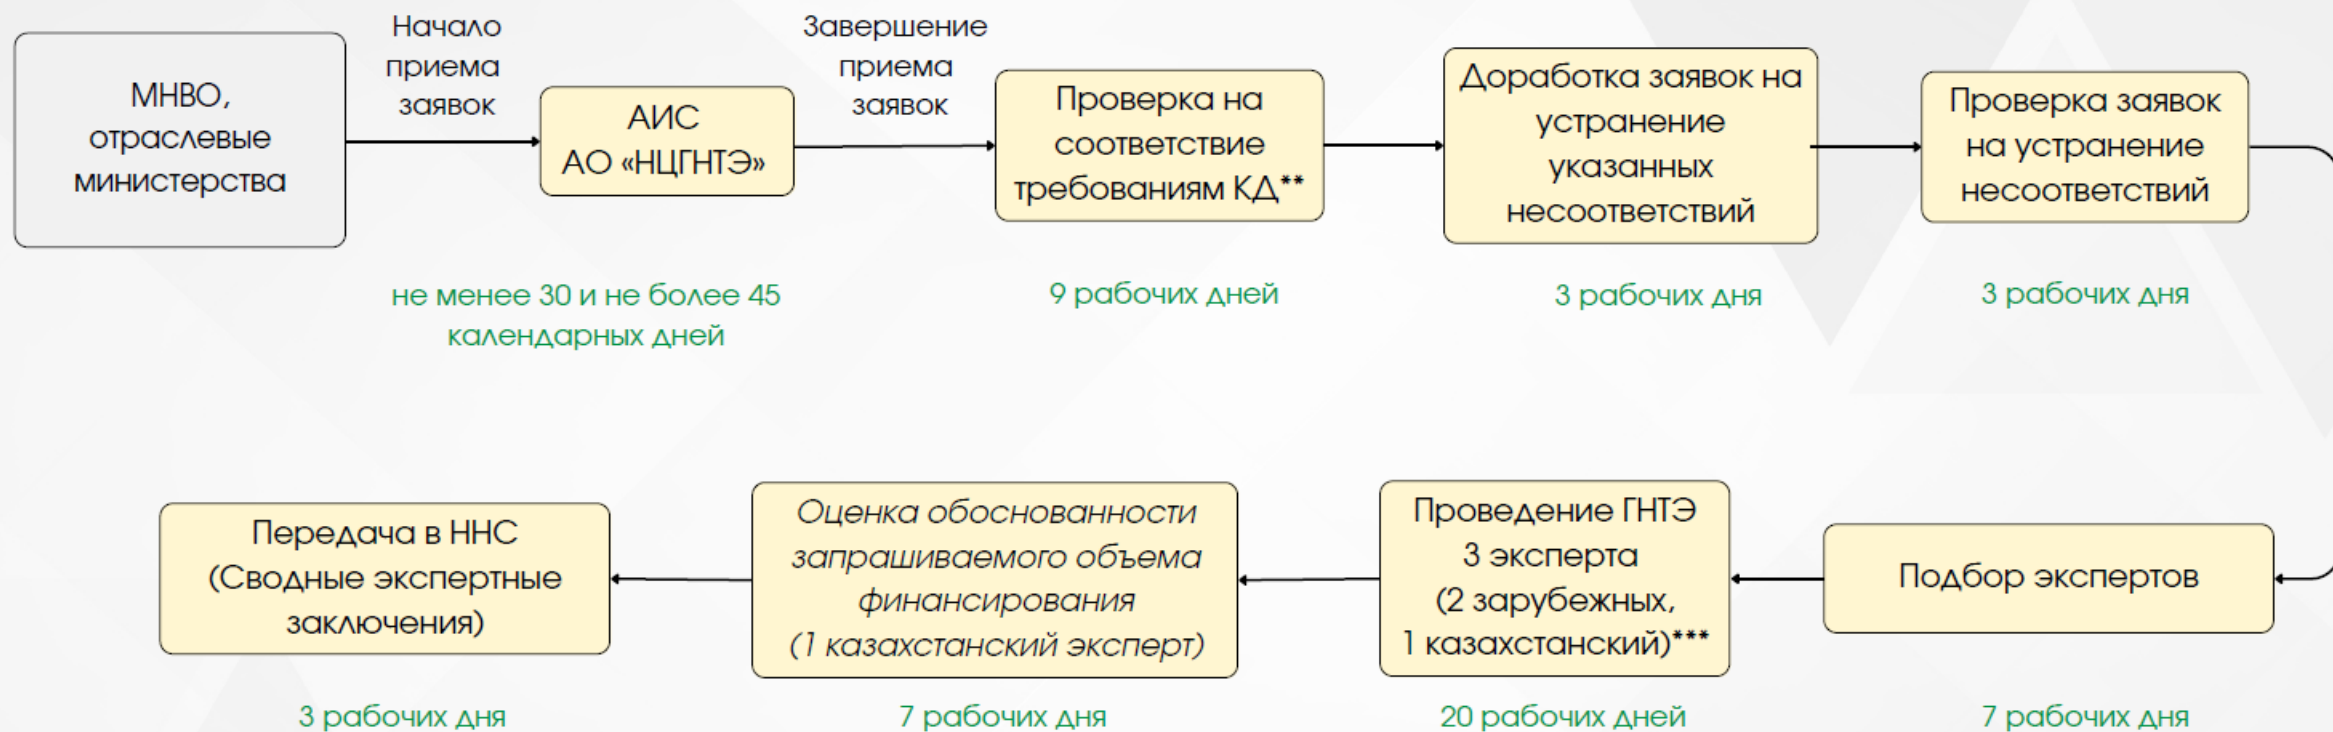 МНВО,
отраслевые
министерства
Начало
приема
заявок
АИС
АО «НЦГНТЭ»
Завершение
приема
заявок
Проверка на
соответствие
требованиям КД**
Доработка заявок на
устранение
указанных
несоответствий
Проверка заявок
на устранение
несоответствий
не менее 30 и не более 45
календарных дней
9 рабочих дней
3 рабочих дня
3 рабочих дня
Передача в ННС
(Сводные экспертные
заключения)
Оценка обоснованности
запрашиваемого объема
финансирования
(1 казахстанский эксперт)
Проведение ГНТЭ
3 эксперта
(2 зарубежных,
1 казахстанский)***
Подбор экспертов
3 рабочих дня
7 рабочих дня
20 рабочих дней
7 рабочих дня